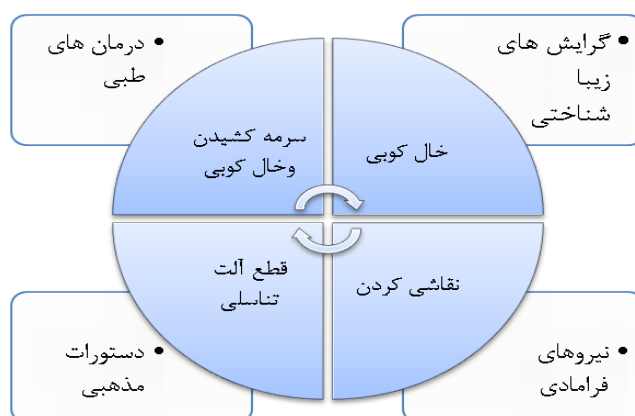 • گرایش های
زیبا
شناختی
• درمان های
طبی
خال کوبی
سرمه کشیدن
وخال کوبی
نقاشی کردن
قطع آلت
تناسلی
• نیروهای
فرامادی
• دستورات
مذهبی